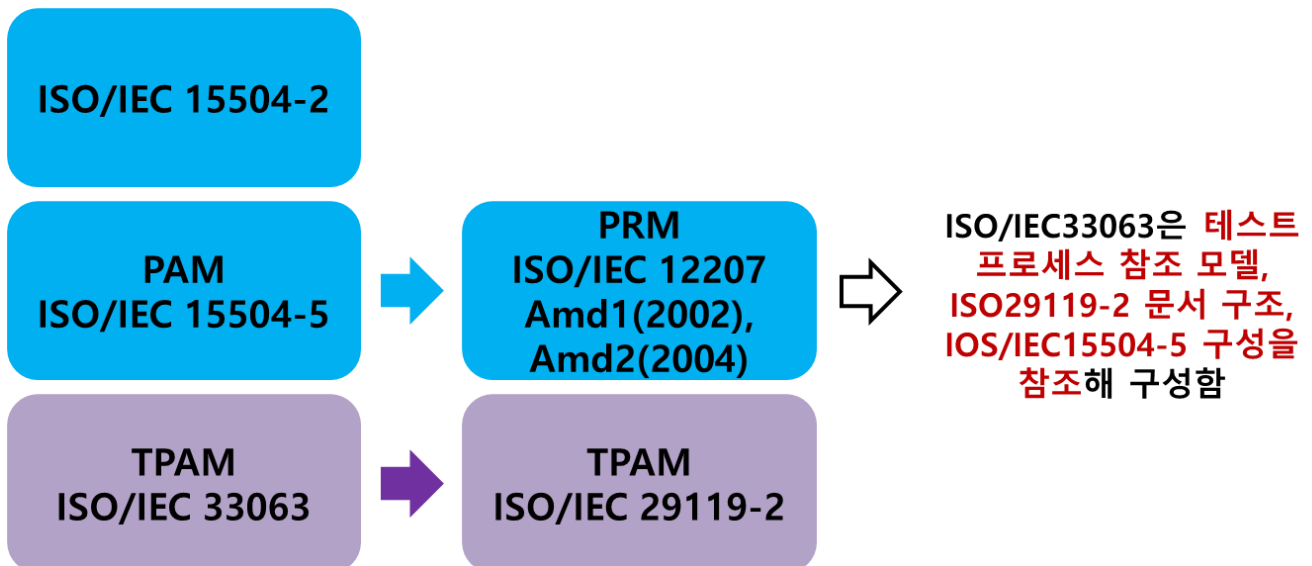 ISO/IEC 15504-2
PAM
ISO/IEC 15504-5
PRM
ISO/IEC 12207
Amd1(2002),
Amd2(2004)
ISO/IEC33063은 테스트
프로세스 참조 모델,
ISO29119-2 문서 구조,
IOS/IEC15504-5 구성을
참조해 구성함
TPAM
ISO/IEC 33063
TPAM
ISO/IEC 29119-2